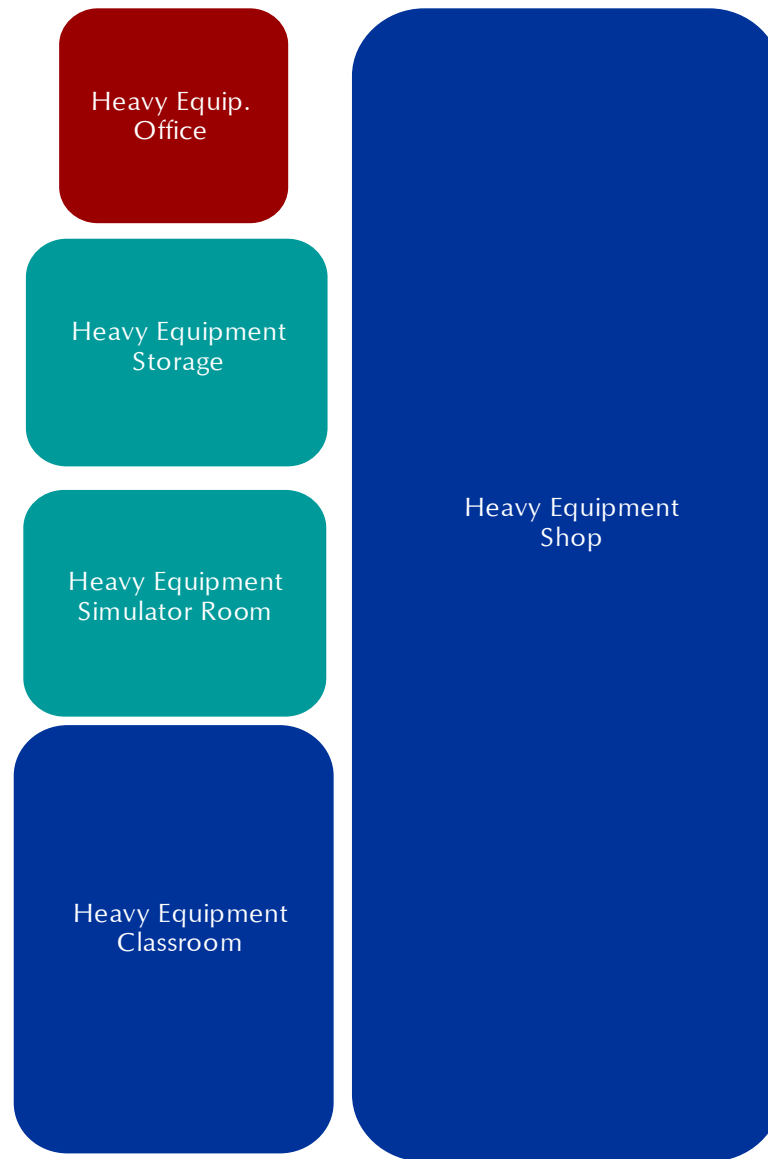 Heavy Equip.
Office
Heavy Equipment
Storage
Heavy Equipment
Simulator Room
Heavy Equipment
Classroom
Heavy Equipment
Shop